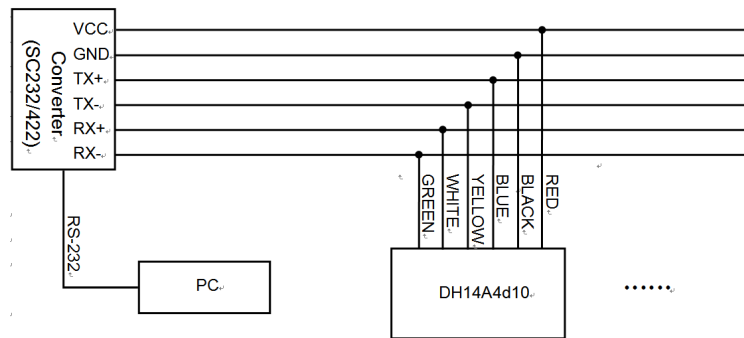 VCC
GND
TX+
TX-
RX+
RX-
Converter
(SC232/422)
GREEN
WHITE
YELLOW
BLUE
BLACK
RED
RS-232
PC
DH14A4d10
······